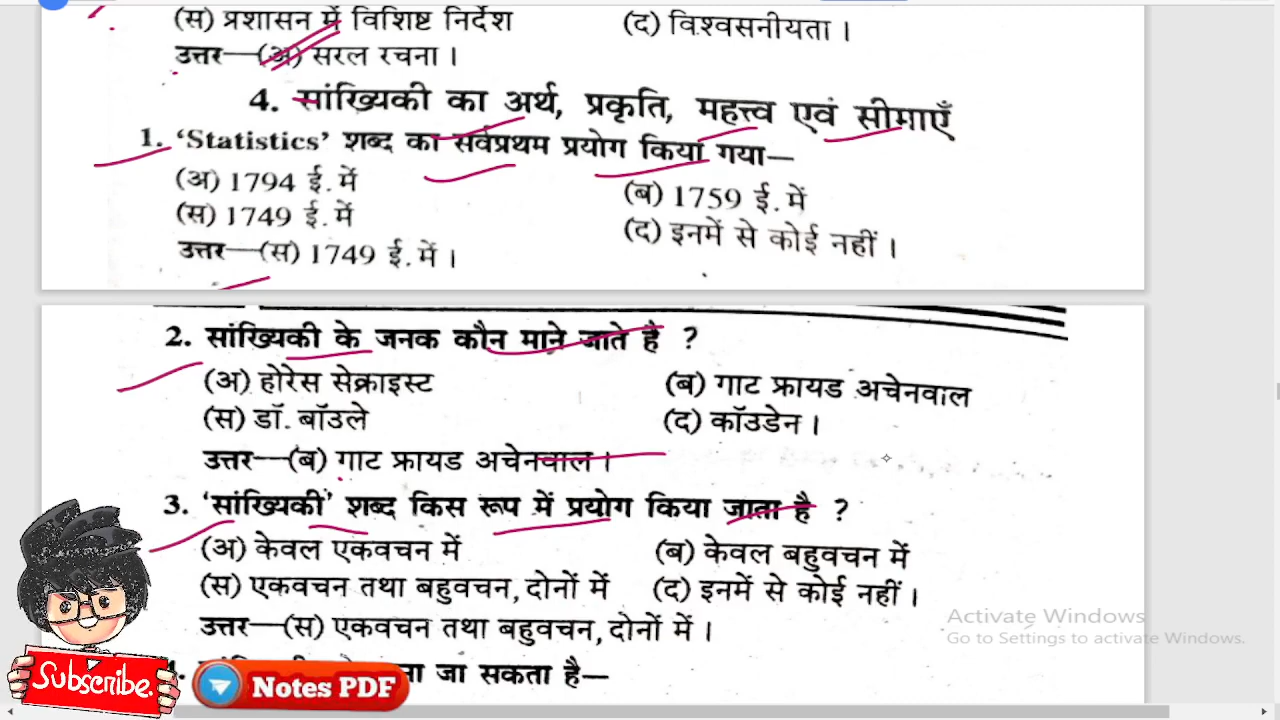 (स) प्रशासन में विशिष्ट निर्देश (द) विश्वसनीयता ।
उत्तर—(अ) सरल रचना ।
4. सांख्यिकी का अर्थ, प्रकृति, महत्त्व एवं सीमाएँ
1. ‘Statistics’ शब्द का सर्वप्रथम प्रयोग किया गया—
(अ) 1794 ई. में (ब) 1759 ई. में
(स) 1749 ई. में (द) इनमें से कोई नहीं ।
उत्तर—(स) 1749 ई. में ।
2. सांख्यिकी के जनक कौन माने जाते है ?
(अ) होरेस सेक्राइस्ट (ब) गाट फ्रायड अचेनवाल
(स) डॉ. बॉउले (द) कॉउडेन ।
उत्तर—(ब) गाट फ्रायड अचेनवाल ।
3. ‘सांख्यिकी’ शब्द किस रूप में प्रयोग किया जाता है ?
(अ) केवल एकवचन में (ब) केवल बहुवचन में
(स) एकवचन तथा बहुवचन, दोनों में (द) इनमें से कोई नहीं ।
उत्तर—(स) एकवचन तथा बहुवचन, दोनों में ।
जा सकता है—
Activate Windows
Go to Settings to activate Windows.
Subscribe.
Notes PDF